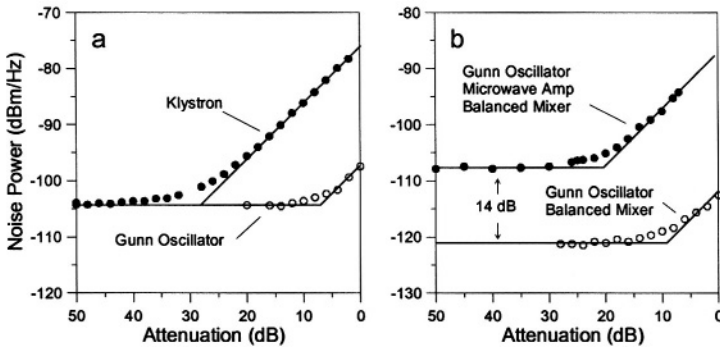 a
Noise Power (dBm/Hz)
-70
-80
-90
-100
-110
-120
Klystron
Gunn Oscillator
50 40 30 20 10 0
Attenuation (dB)
b
-90
-100
-110
-120
-130
Gunn Oscillator
Microwave Amp
Balanced Mixer
14 dB
Gunn Oscillator
Balanced Mixer
50 40 30 20 10 0
Attenuation (dB)